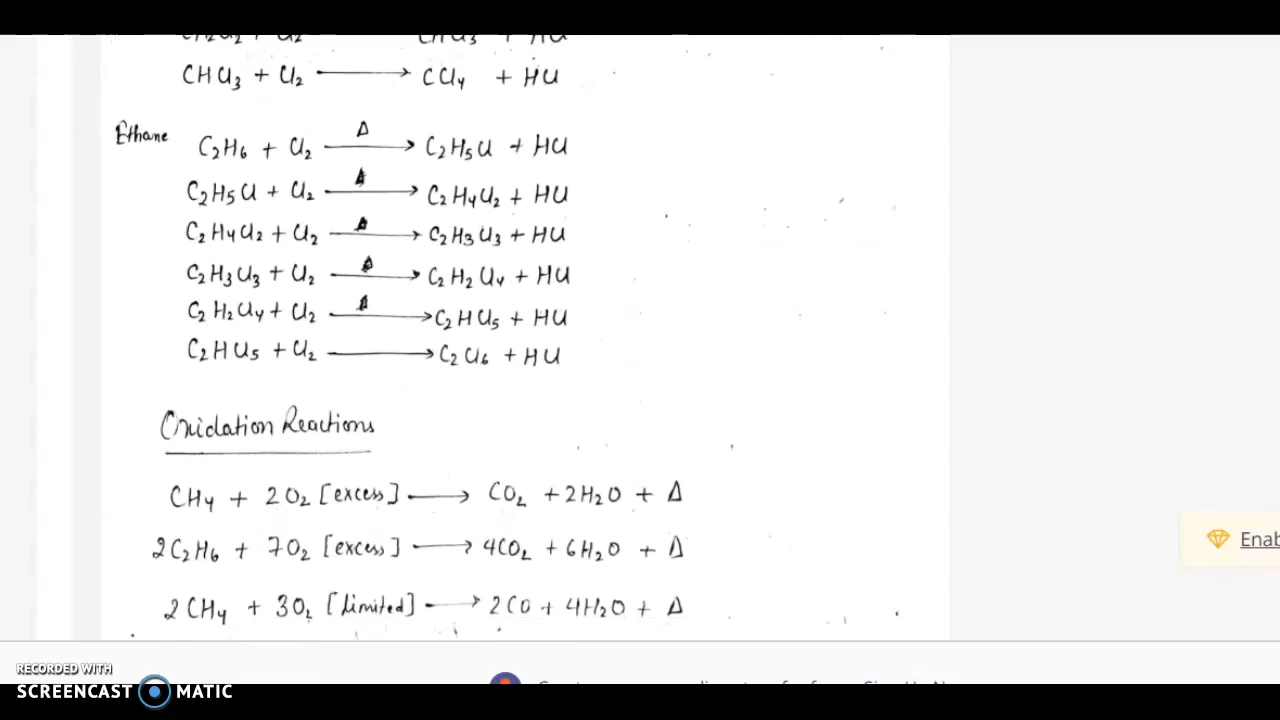 CHCl3 + Cl2 ⟶ CCl4 + HCl
Ethane
C2H6 + Cl2 ⟶ Δ C2H5Cl + HCl
C2H5Cl + Cl2 ⟶ Δ C2H4Cl2 + HCl
C2H4Cl2 + Cl2 ⟶ Δ C2H3Cl3 + HCl
C2H3Cl3 + Cl2 ⟶ Δ C2H2Cl4 + HCl
C2H2Cl4 + Cl2 ⟶ Δ C2HCl5 + HCl
C2HCl5 + Cl2 ⟶ C2Cl6 + HCl
Oxidation Reactions
CH4 + 2O2 [excess] ⟶ CO2 + 2H2O + Δ
2C2H6 + 7O2 [excess] ⟶ 4CO2 + 6H2O + Δ
2CH4 + 3O2 [limited] ⟶ 2CO + 4H2O + Δ
Enab
RECORDED WITH
SCREENCAST MATIC